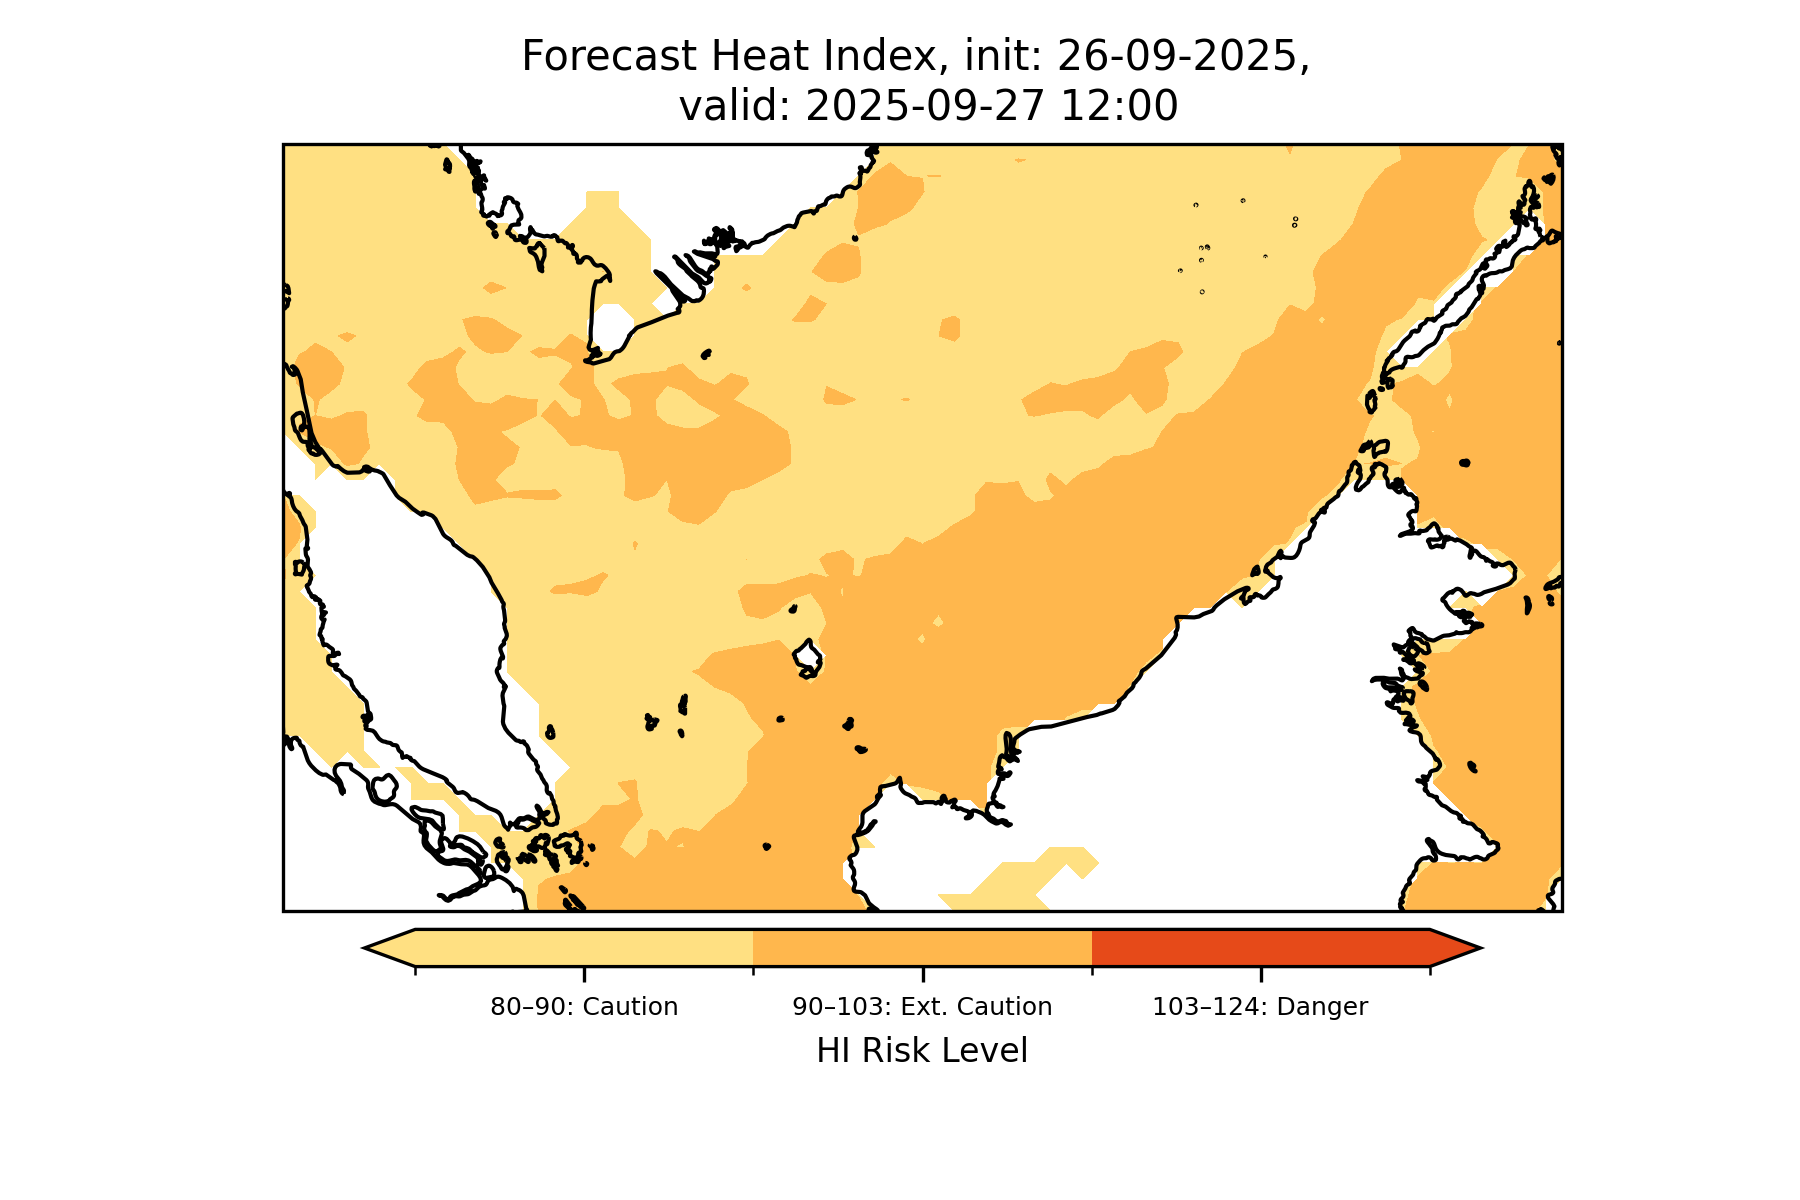 Forecast Heat Index, init: 26-09-2025,
valid: 2025-09-27 12:00
80–90: Caution
90–103: Ext. Caution
103–124: Danger
HI Risk Level